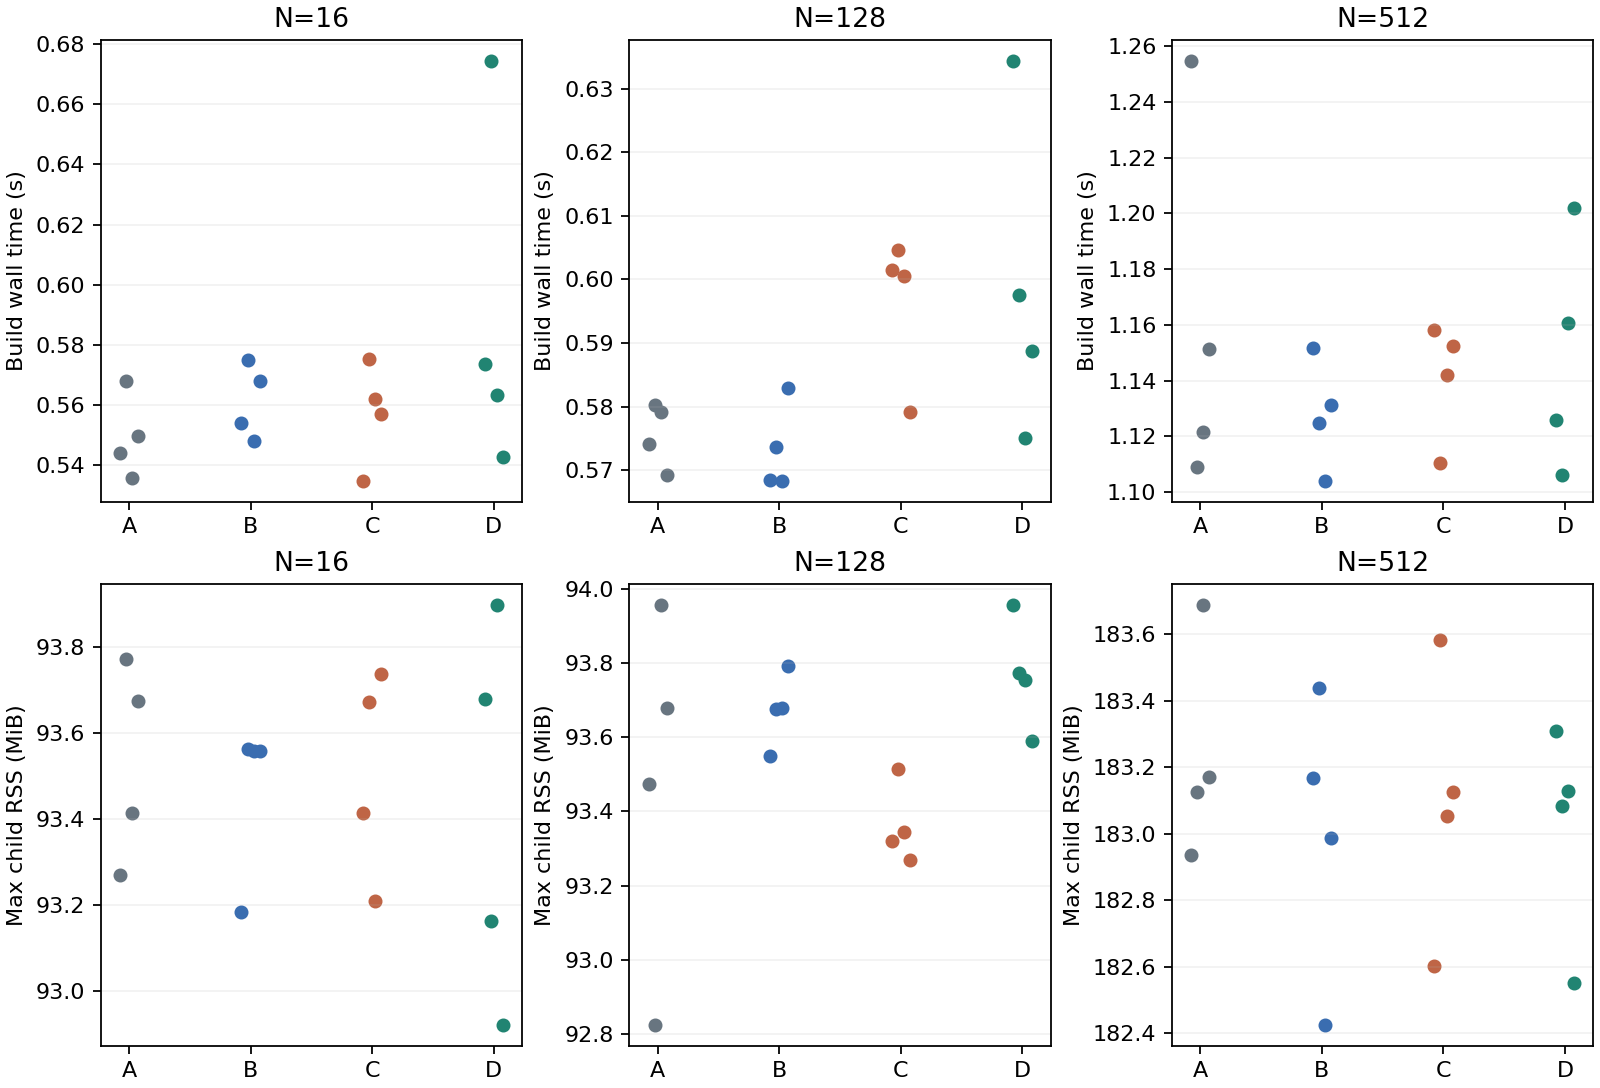 N=16
Build wall time (s)
0.68
0.66
0.64
0.62
0.60
0.58
0.56
0.54
A B C D
N=128
Build wall time (s)
0.63
0.62
0.61
0.60
0.59
0.58
0.57
A B C D
N=512
Build wall time (s)
1.26
1.24
1.22
1.20
1.18
1.16
1.14
1.12
1.10
A B C D
N=16
Max child RSS (MiB)
93.8
93.6
93.4
93.2
93.0
A B C D
N=128
Max child RSS (MiB)
94.0
93.8
93.6
93.4
93.2
93.0
92.8
A B C D
N=512
Max child RSS (MiB)
183.6
183.4
183.2
183.0
182.8
182.6
182.4
A B C D